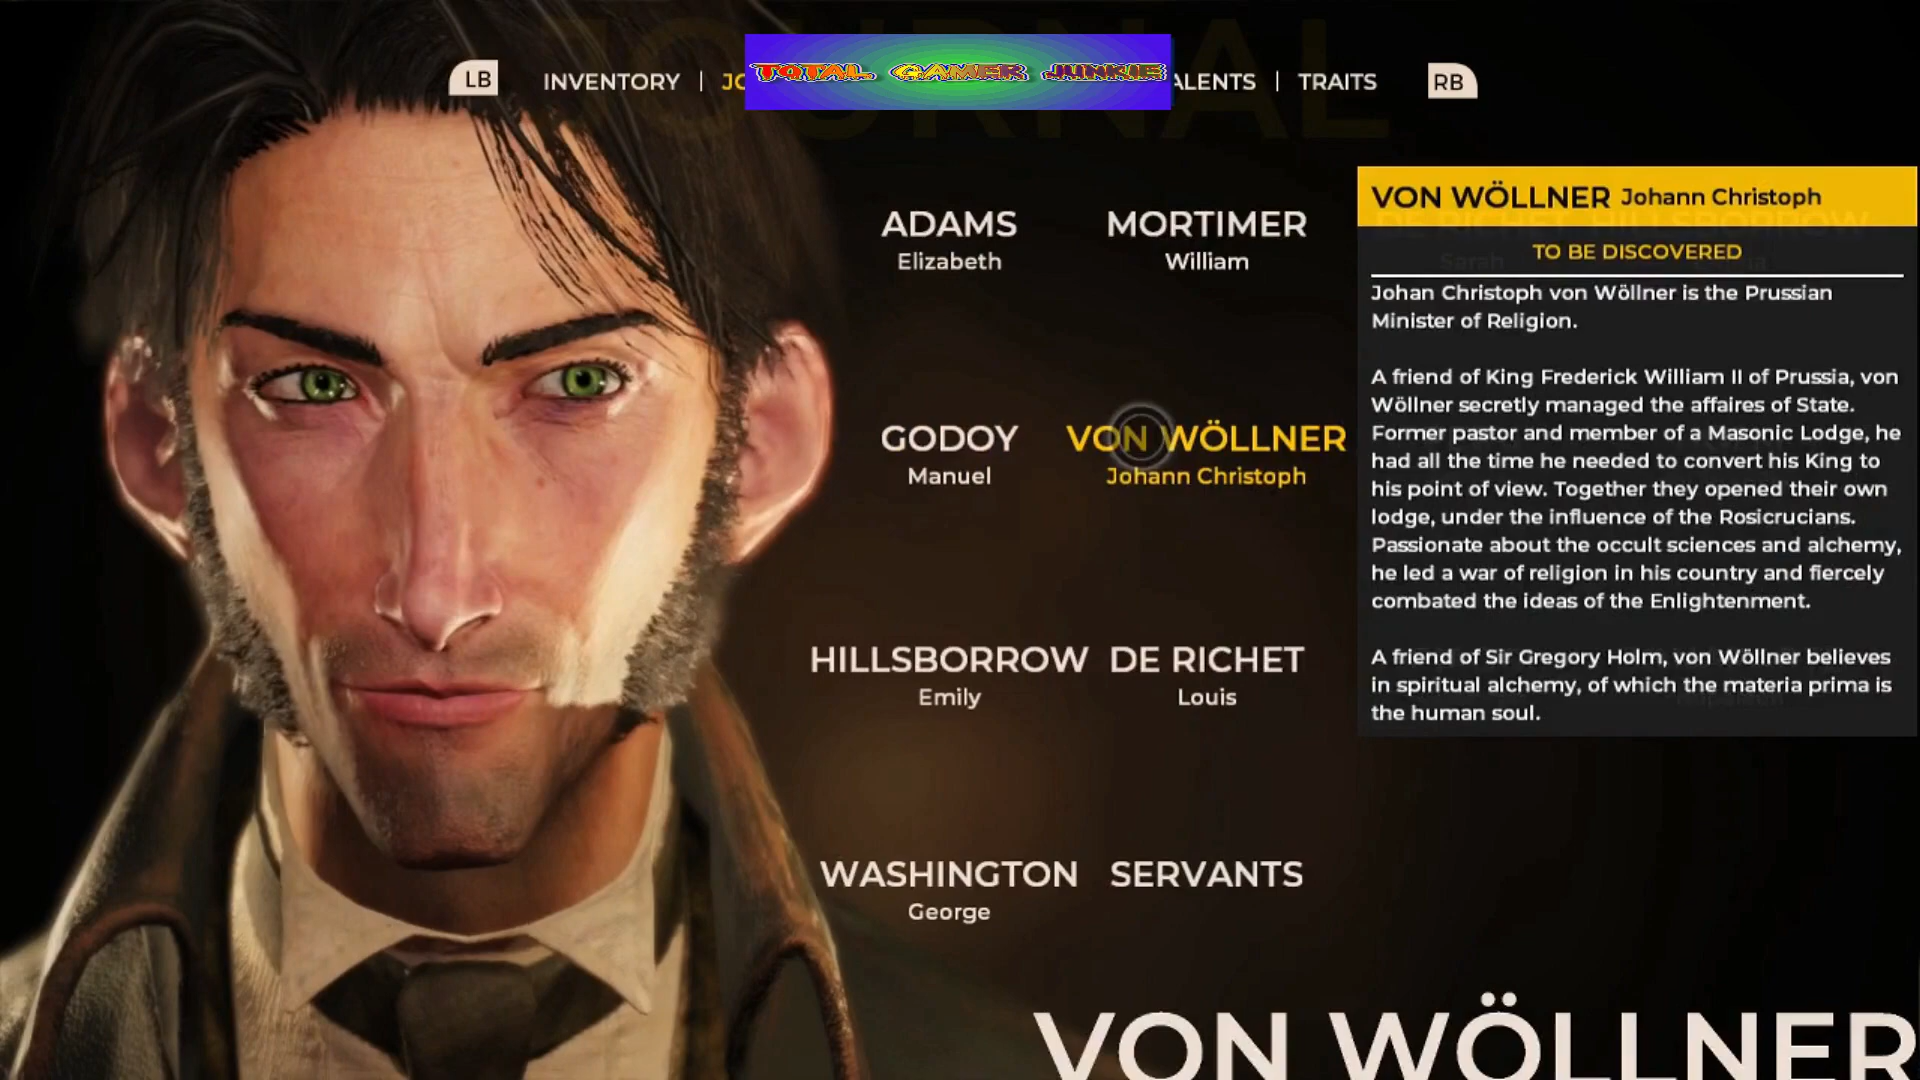 JOURNAL
LB
INVENTORY | JO
TOTAL GAMER JUNKIE
ALENTS | TRAITS
RB
ADAMS
Elizabeth
MORTIMER
William
GODOY
Manuel
VON WÖLLNER
Johann Christoph
HILLSBORROW
Emily
DE RICHET
Louis
WASHINGTON
George
SERVANTS
VON WÖLLNER Johann Christoph
DE RICHET HILLSBORROW
Sarah
TO BE DISCOVERED
Johan Christoph von Wöllner is the Prussian
Minister of Religion.
A friend of King Frederick William II of Prussia, von
Wöllner secretly managed the affaires of State.
Former pastor and member of a Masonic Lodge, he
had all the time he needed to convert his King to
his point of view. Together they opened their own
lodge, under the influence of the Rosicrucians.
Passionate about the occult sciences and alchemy,
he led a war of religion in his country and fiercely
combated the ideas of the Enlightenment.
A friend of Sir Gregory Holm, von Wöllner believes
in spiritual alchemy, of which the materia prima is
the human soul.
VON WÖLLNER